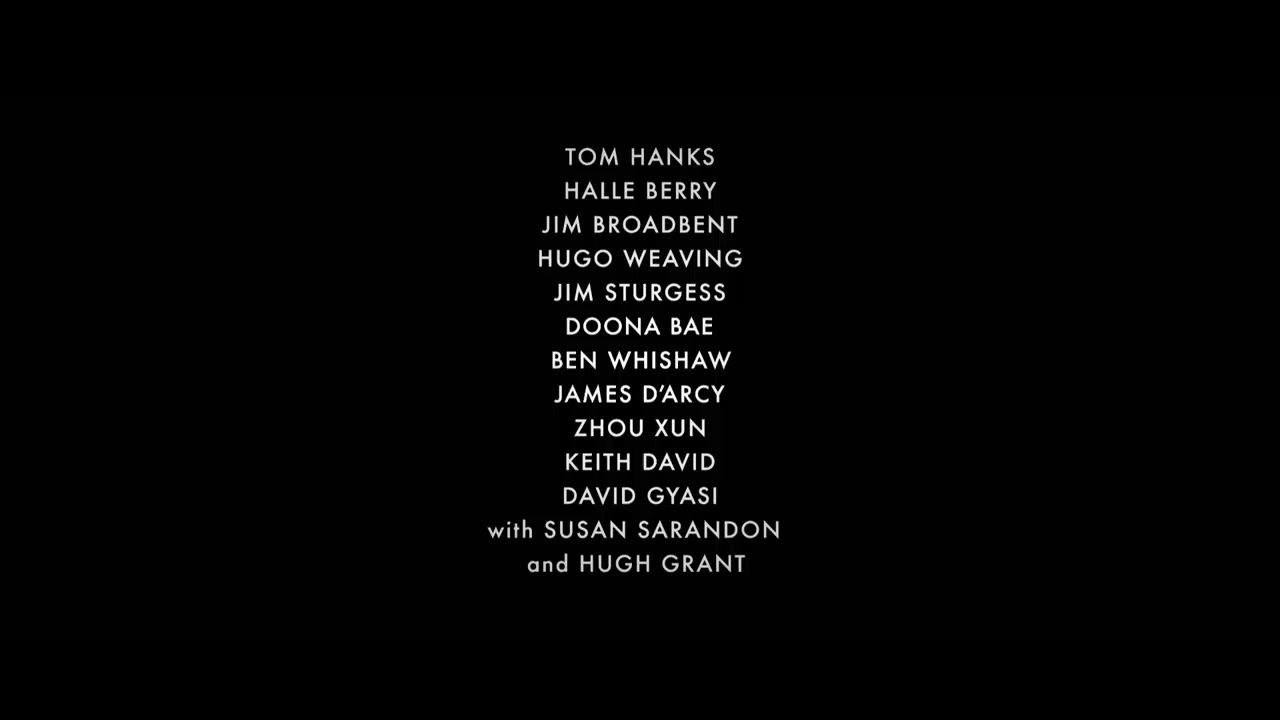 TOM HANKS
HALLE BERRY
JIM BROADBENT
HUGO WEAVING
JIM STURGESS
DOONA BAE
BEN WHISHAW
JAMES D’ARCY
ZHOU XUN
KEITH DAVID
DAVID GYASI
with SUSAN SARANDON
and HUGH GRANT